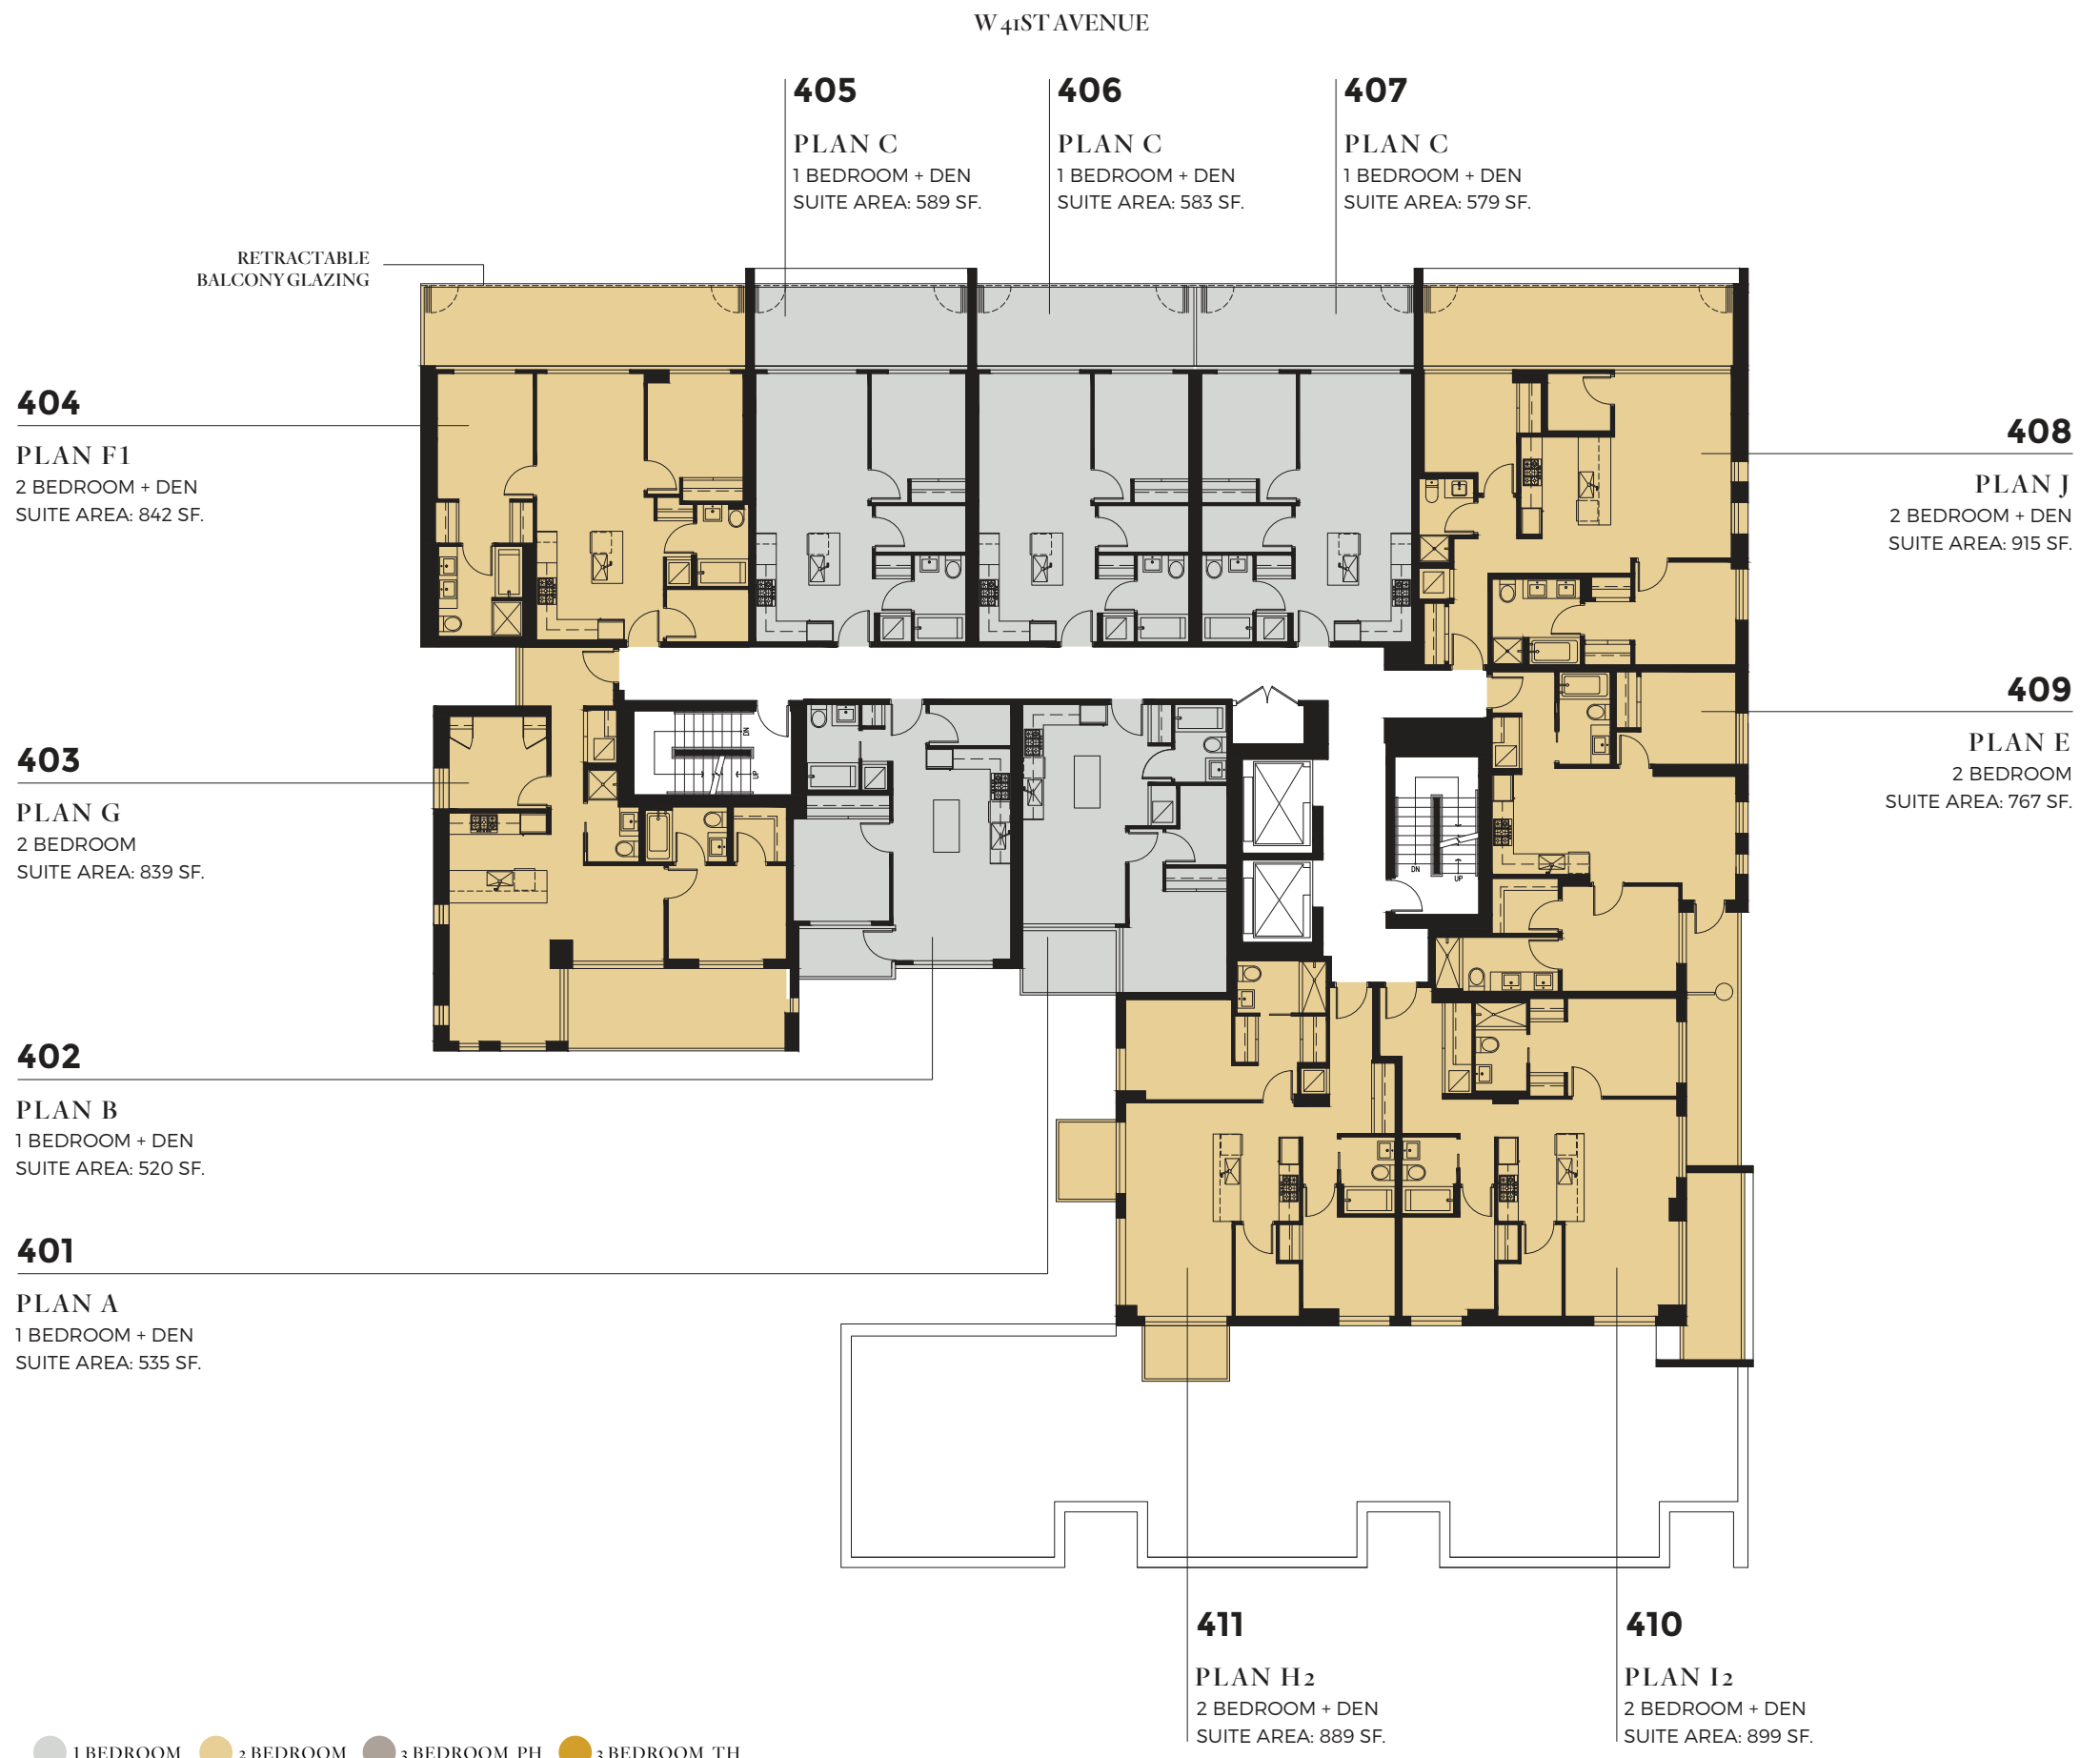 W 41ST AVENUE
405
PLAN C
1 BEDROOM + DEN
SUITE AREA: 589 SF.
406
PLAN C
1 BEDROOM + DEN
SUITE AREA: 583 SF.
407
PLAN C
1 BEDROOM + DEN
SUITE AREA: 579 SF.
RETRACTABLE
BALCONY GLAZING
404
PLAN F1
2 BEDROOM + DEN
SUITE AREA: 842 SF.
408
PLAN J
2 BEDROOM + DEN
SUITE AREA: 915 SF.
409
PLAN E
2 BEDROOM
SUITE AREA: 767 SF.
DN
UP
403
PLAN G
2 BEDROOM
SUITE AREA: 839 SF.
DN
UP
402
PLAN B
1 BEDROOM + DEN
SUITE AREA: 520 SF.
401
PLAN A
1 BEDROOM + DEN
SUITE AREA: 535 SF.
411
PLAN H2
2 BEDROOM + DEN
SUITE AREA: 889 SF.
410
PLAN I2
2 BEDROOM + DEN
SUITE AREA: 899 SF.
1 BEDROOM 2 BEDROOM 3 BEDROOM PH 3 BEDROOM TH